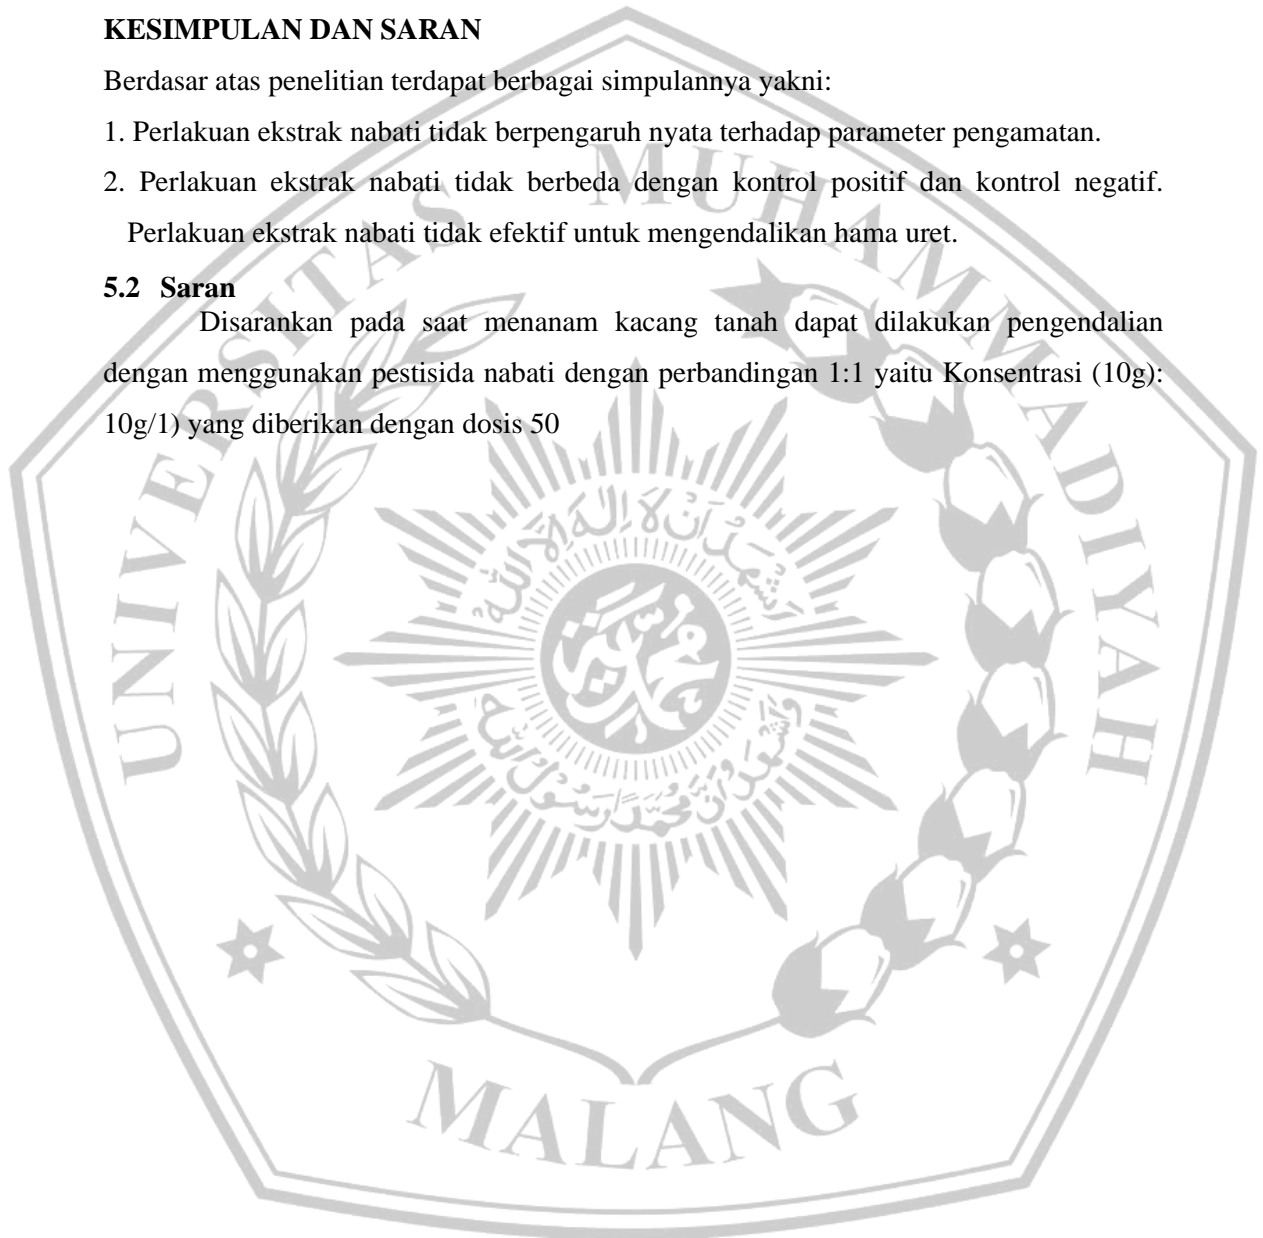 KESIMPULAN DAN SARAN
Berdasar atas penelitian terdapat berbagai simpulannya yakni:
1. Perlakuan ekstrak nabati tidak berpengaruh nyata terhadap parameter pengamatan.
2. Perlakuan ekstrak nabati tidak berbeda dengan kontrol positif dan kontrol negatif.
Perlakuan ekstrak nabati tidak efektif untuk mengendalikan hama uret.
5.2 Saran
Disarankan pada saat menanam kacang tanah dapat dilakukan pengendalian
dengan menggunakan pestisida nabati dengan perbandingan 1:1 yaitu Konsentrasi (10g):
10g/1) yang diberikan dengan dosis 50
UNIVERSITAS MUHAMMADIYAH
MALANG